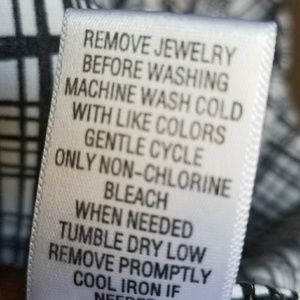 REMOVE JEWELRY
BEFORE WASHING
MACHINE WASH COLD
WITH LIKE COLORS
GENTLE CYCLE
ONLY NON-CHLORINE
BLEACH
WHEN NEEDED
TUMBLE DRY LOW
REMOVE PROMPTLY
COOL IRON IF